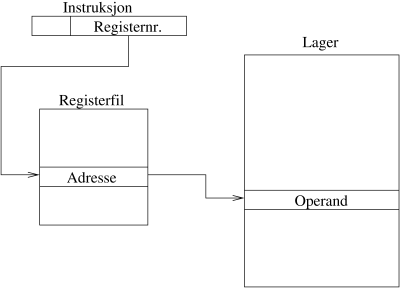 Instruksjon
Registernr.
Lager
Registerfil
Adresse
Operand